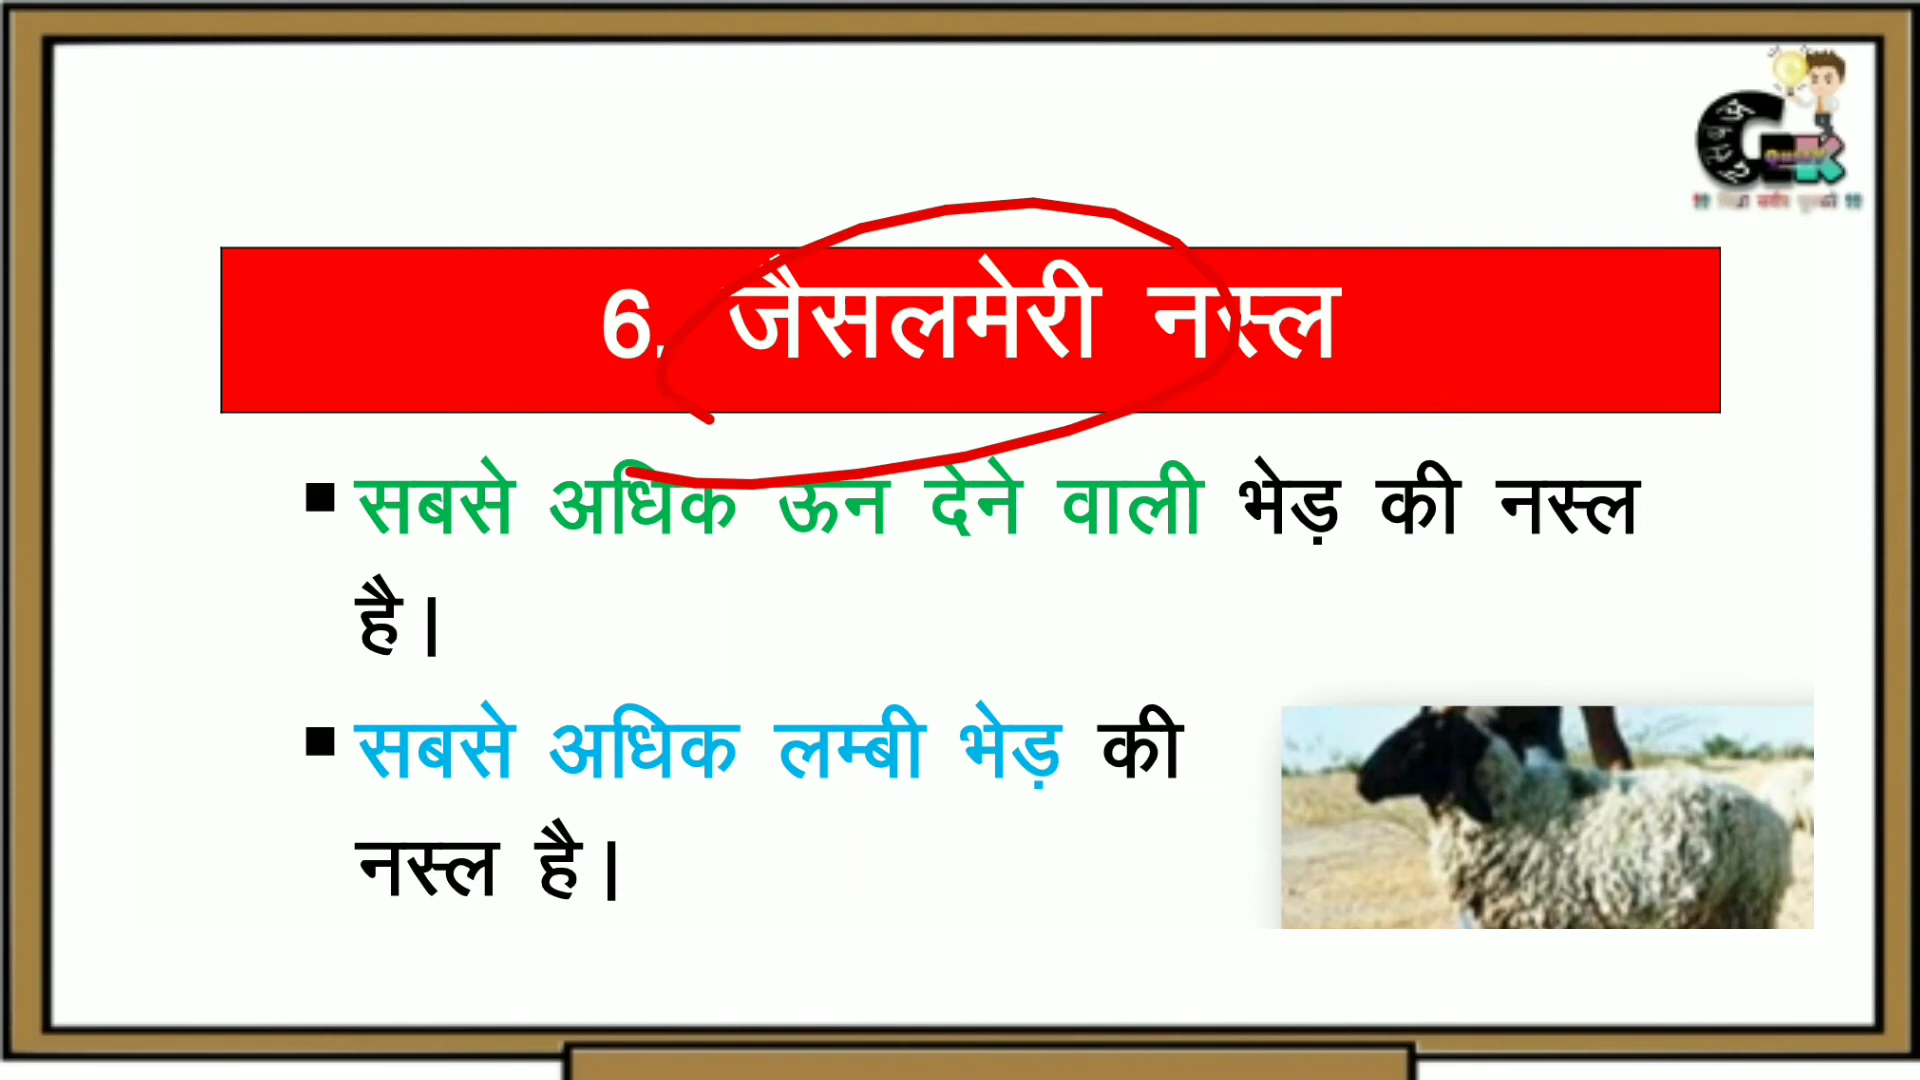 6. जैसलमेरी नस्ल
सबसे अधिक ऊन देने वाली भेड़ की नस्ल
है।
सबसे अधिक लम्बी भेड़ की
नस्ल है।